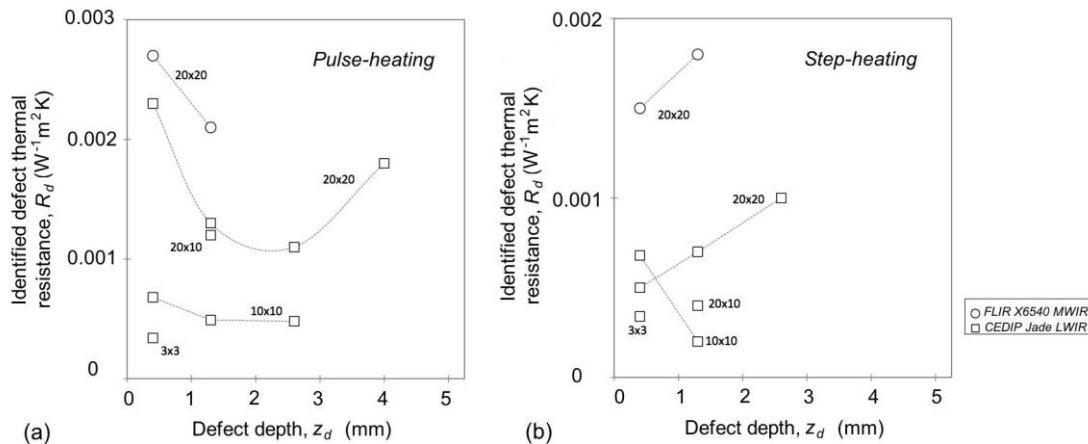 0.003
0.002
0.001
0
0
1
2
3
4
5
Identified defect thermal
resistance, R_d (W⁻¹m²K)
Defect depth, z_d (mm)
Pulse-heating
20x20
20x20
20x10
10x10
3x3
(a)
0.002
0.001
0
0
1
2
3
4
5
Identified defect thermal
resistance, R_d (W⁻¹m²K)
Defect depth, z_d (mm)
Step-heating
20x20
20x20
20x10
3x3
10x10
(b)
FLIR X6540 MWIR
CEDIP Jade LWIR